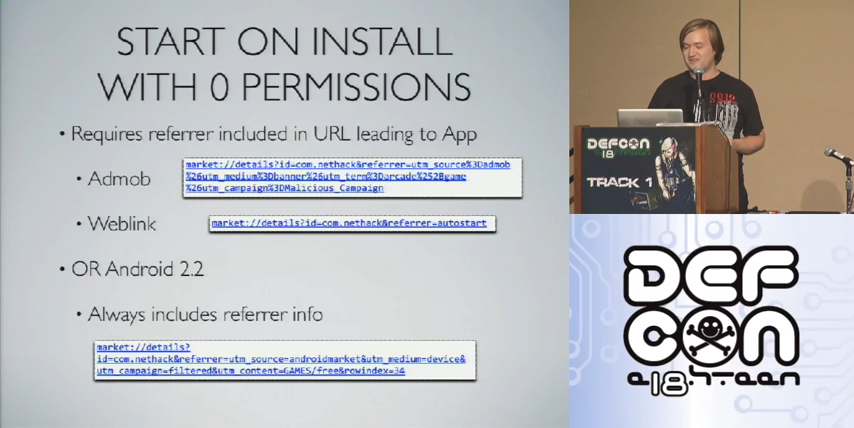 START ON INSTALL
WITH 0 PERMISSIONS
• Requires referrer included in URL leading to App
• Admob
market://details?id=com.nethack&referrer=utm_source%3Dadmob
%26utm_medium%3Dbanner%26utm_term%3Darcade%252Bgame
%26utm_campaign%3DMalicious_Campaign
• Weblink
market://details?id=com.nethack&referrer=autostart
• OR Android 2.2
• Always includes referrer info
market://details?
id=com.nethack&referrer=utm_source=androidmarket&utm_medium=device&
utm_campaign=filtered&utm_content=GAMES/free&rowindex=34
DEFCON
18
TRACK 1
DEF
CON
e18h-teen